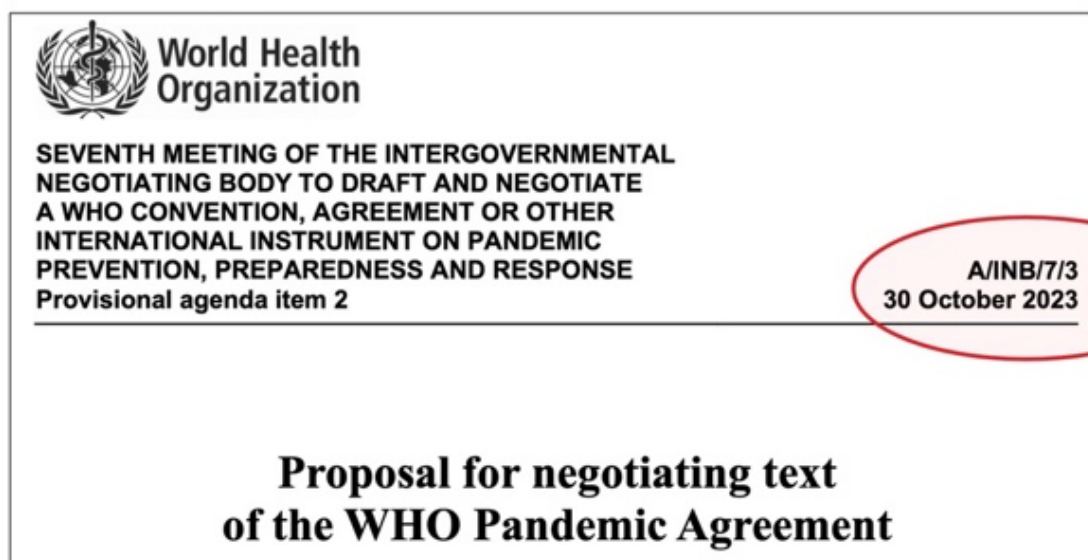 World Health
Organization
SEVENTH MEETING OF THE INTERGOVERNMENTAL
NEGOTIATING BODY TO DRAFT AND NEGOTIATE
A WHO CONVENTION, AGREEMENT OR OTHER
INTERNATIONAL INSTRUMENT ON PANDEMIC
PREVENTION, PREPAREDNESS AND RESPONSE
A/INB/7/3
Provisional agenda item 2
30 October 2023
Proposal for negotiating text
of the WHO Pandemic Agreement